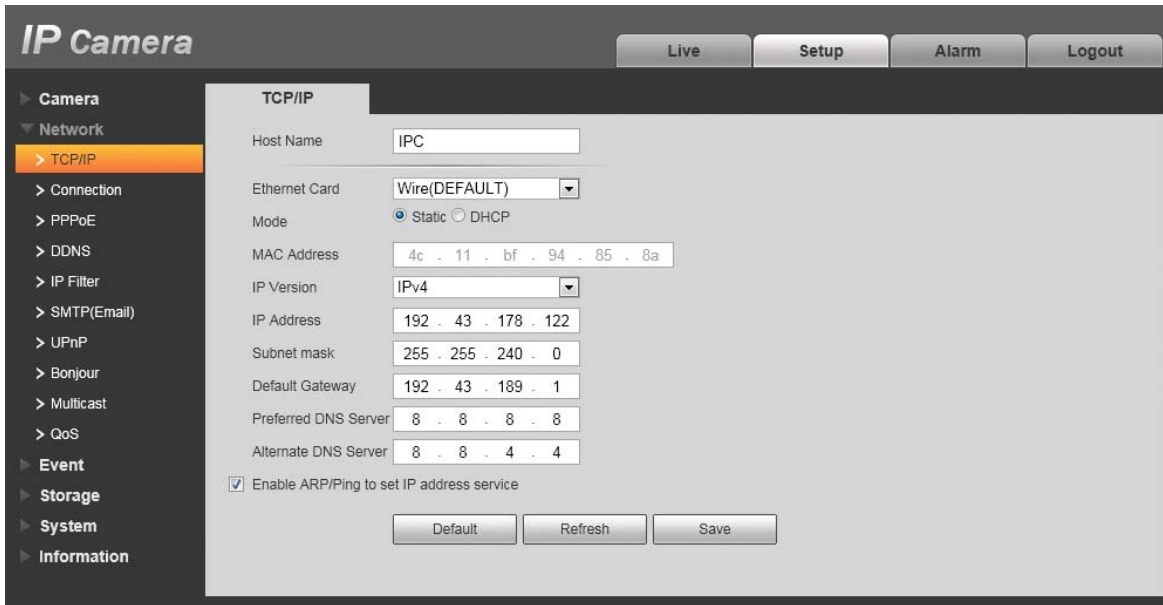 IP Camera
Live Setup Alarm Logout
Camera
Network
> TCP/IP
> Connection
> PPPoE
> DDNS
> IP Filter
> SMTP(Email)
> UPnP
> Bonjour
> Multicast
> QoS
Event
Storage
System
Information
TCP/IP
Host Name IPC
Ethernet Card Wire(DEFAULT)
Mode Static DHCP
MAC Address 4c . 11 . bf . 94 . 85 . 8a
IP Version IPv4
IP Address 192 . 43 . 178 . 122
Subnet mask 255 . 255 . 240 . 0
Default Gateway 192 . 43 . 189 . 1
Preferred DNS Server 8 . 8 . 8 . 8
Alternate DNS Server 8 . 8 . 4 . 4
Enable ARP/Ping to set IP address service
Default Refresh Save